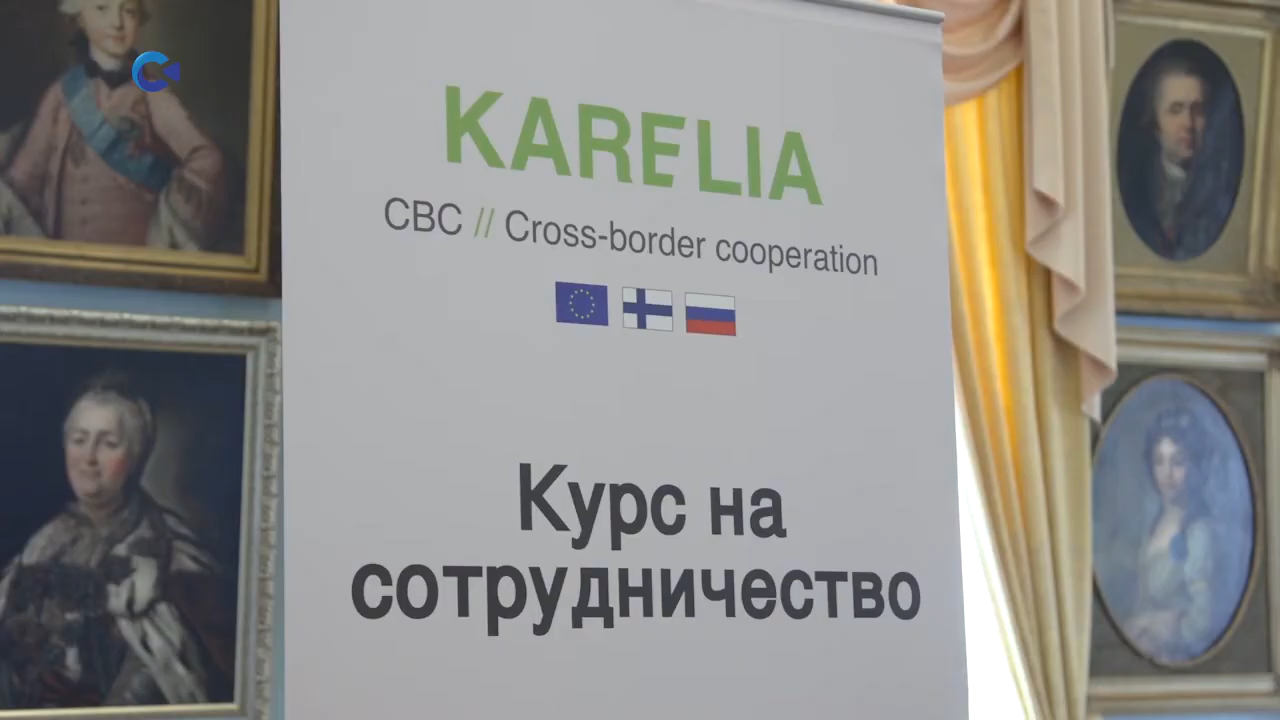 KARELIA
CBC // Cross-border cooperation
Курс на
сотрудничество